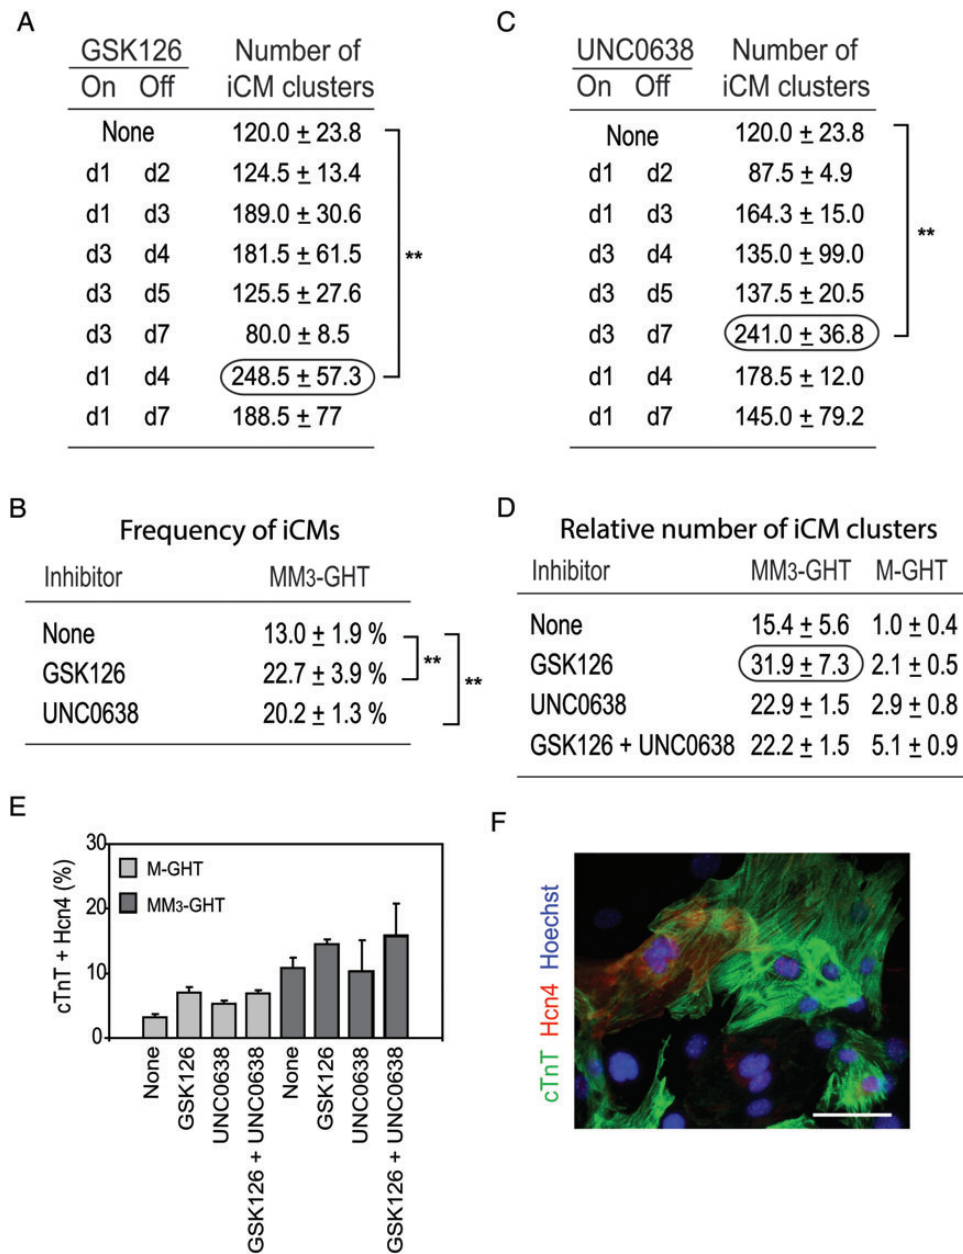 A
GSK126 Number of
On Off iCM clusters
None 120.0 ± 23.8
d1 d2 124.5 ± 13.4
d1 d3 189.0 ± 30.6
d3 d4 181.5 ± 61.5
d3 d5 125.5 ± 27.6
d3 d7 80.0 ± 8.5
d1 d4 248.5 ± 57.3
d1 d7 188.5 ± 77
**
C
UNC0638 Number of
On Off iCM clusters
None 120.0 ± 23.8
d1 d2 87.5 ± 4.9
d1 d3 164.3 ± 15.0
d3 d4 135.0 ± 99.0
d3 d5 137.5 ± 20.5
d3 d7 241.0 ± 36.8
d1 d4 178.5 ± 12.0
d1 d7 145.0 ± 79.2
**
B
Frequency of iCMs
Inhibitor MM3-GHT
None 13.0 ± 1.9 %
GSK126 22.7 ± 3.9 %
UNC0638 20.2 ± 1.3 %
**
**
D
Relative number of iCM clusters
Inhibitor MM3-GHT M-GHT
None 15.4 ± 5.6 1.0 ± 0.4
GSK126 31.9 ± 7.3 2.1 ± 0.5
UNC0638 22.9 ± 1.5 2.9 ± 0.8
GSK126 + UNC0638 22.2 ± 1.5 5.1 ± 0.9
E
cTnT + Hcn4 (%)
30
20
10
0
M-GHT
MM3-GHT
None
GSK126
UNC0638
GSK126 + UNC0638
None
GSK126
UNC0638
GSK126 + UNC0638
F
cTnT Hcn4 Hoechst